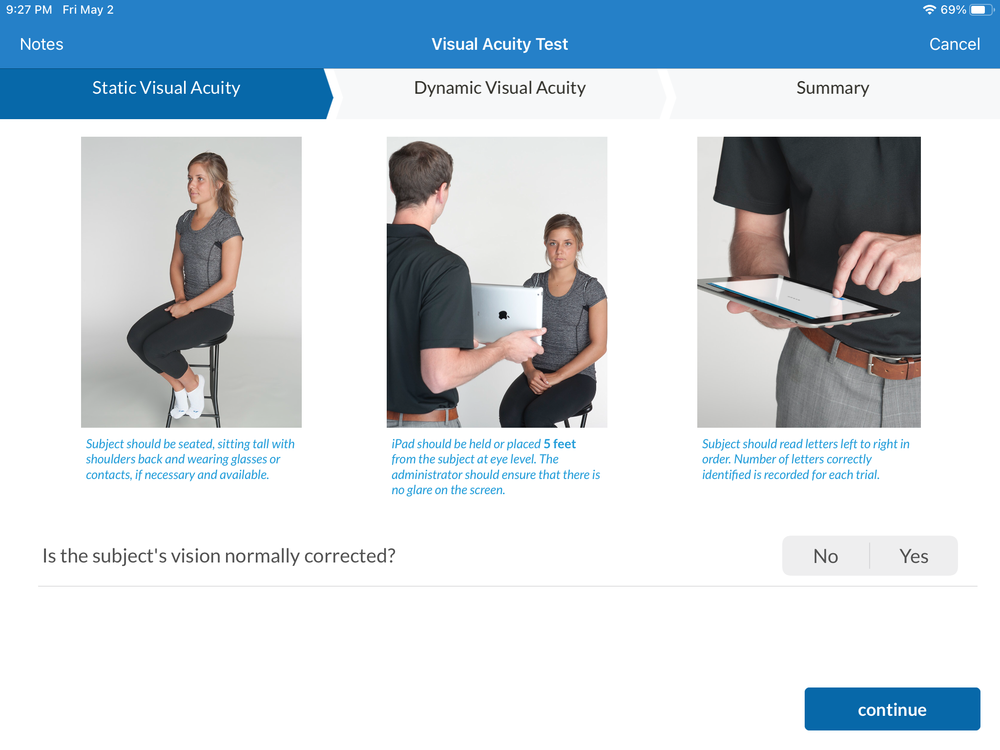 9:27 PM Fri May 2 69%
Notes Visual Acuity Test Cancel
Static Visual Acuity Dynamic Visual Acuity Summary
Subject should be seated, sitting tall with
shoulders back and wearing glasses or
contacts, if necessary and available.
iPad should be held or placed 5 feet
from the subject at eye level. The
administrator should ensure that there is
no glare on the screen.
Subject should read letters left to right in
order. Number of letters correctly
identified is recorded for each trial.
Is the subject's vision normally corrected? No Yes
continue